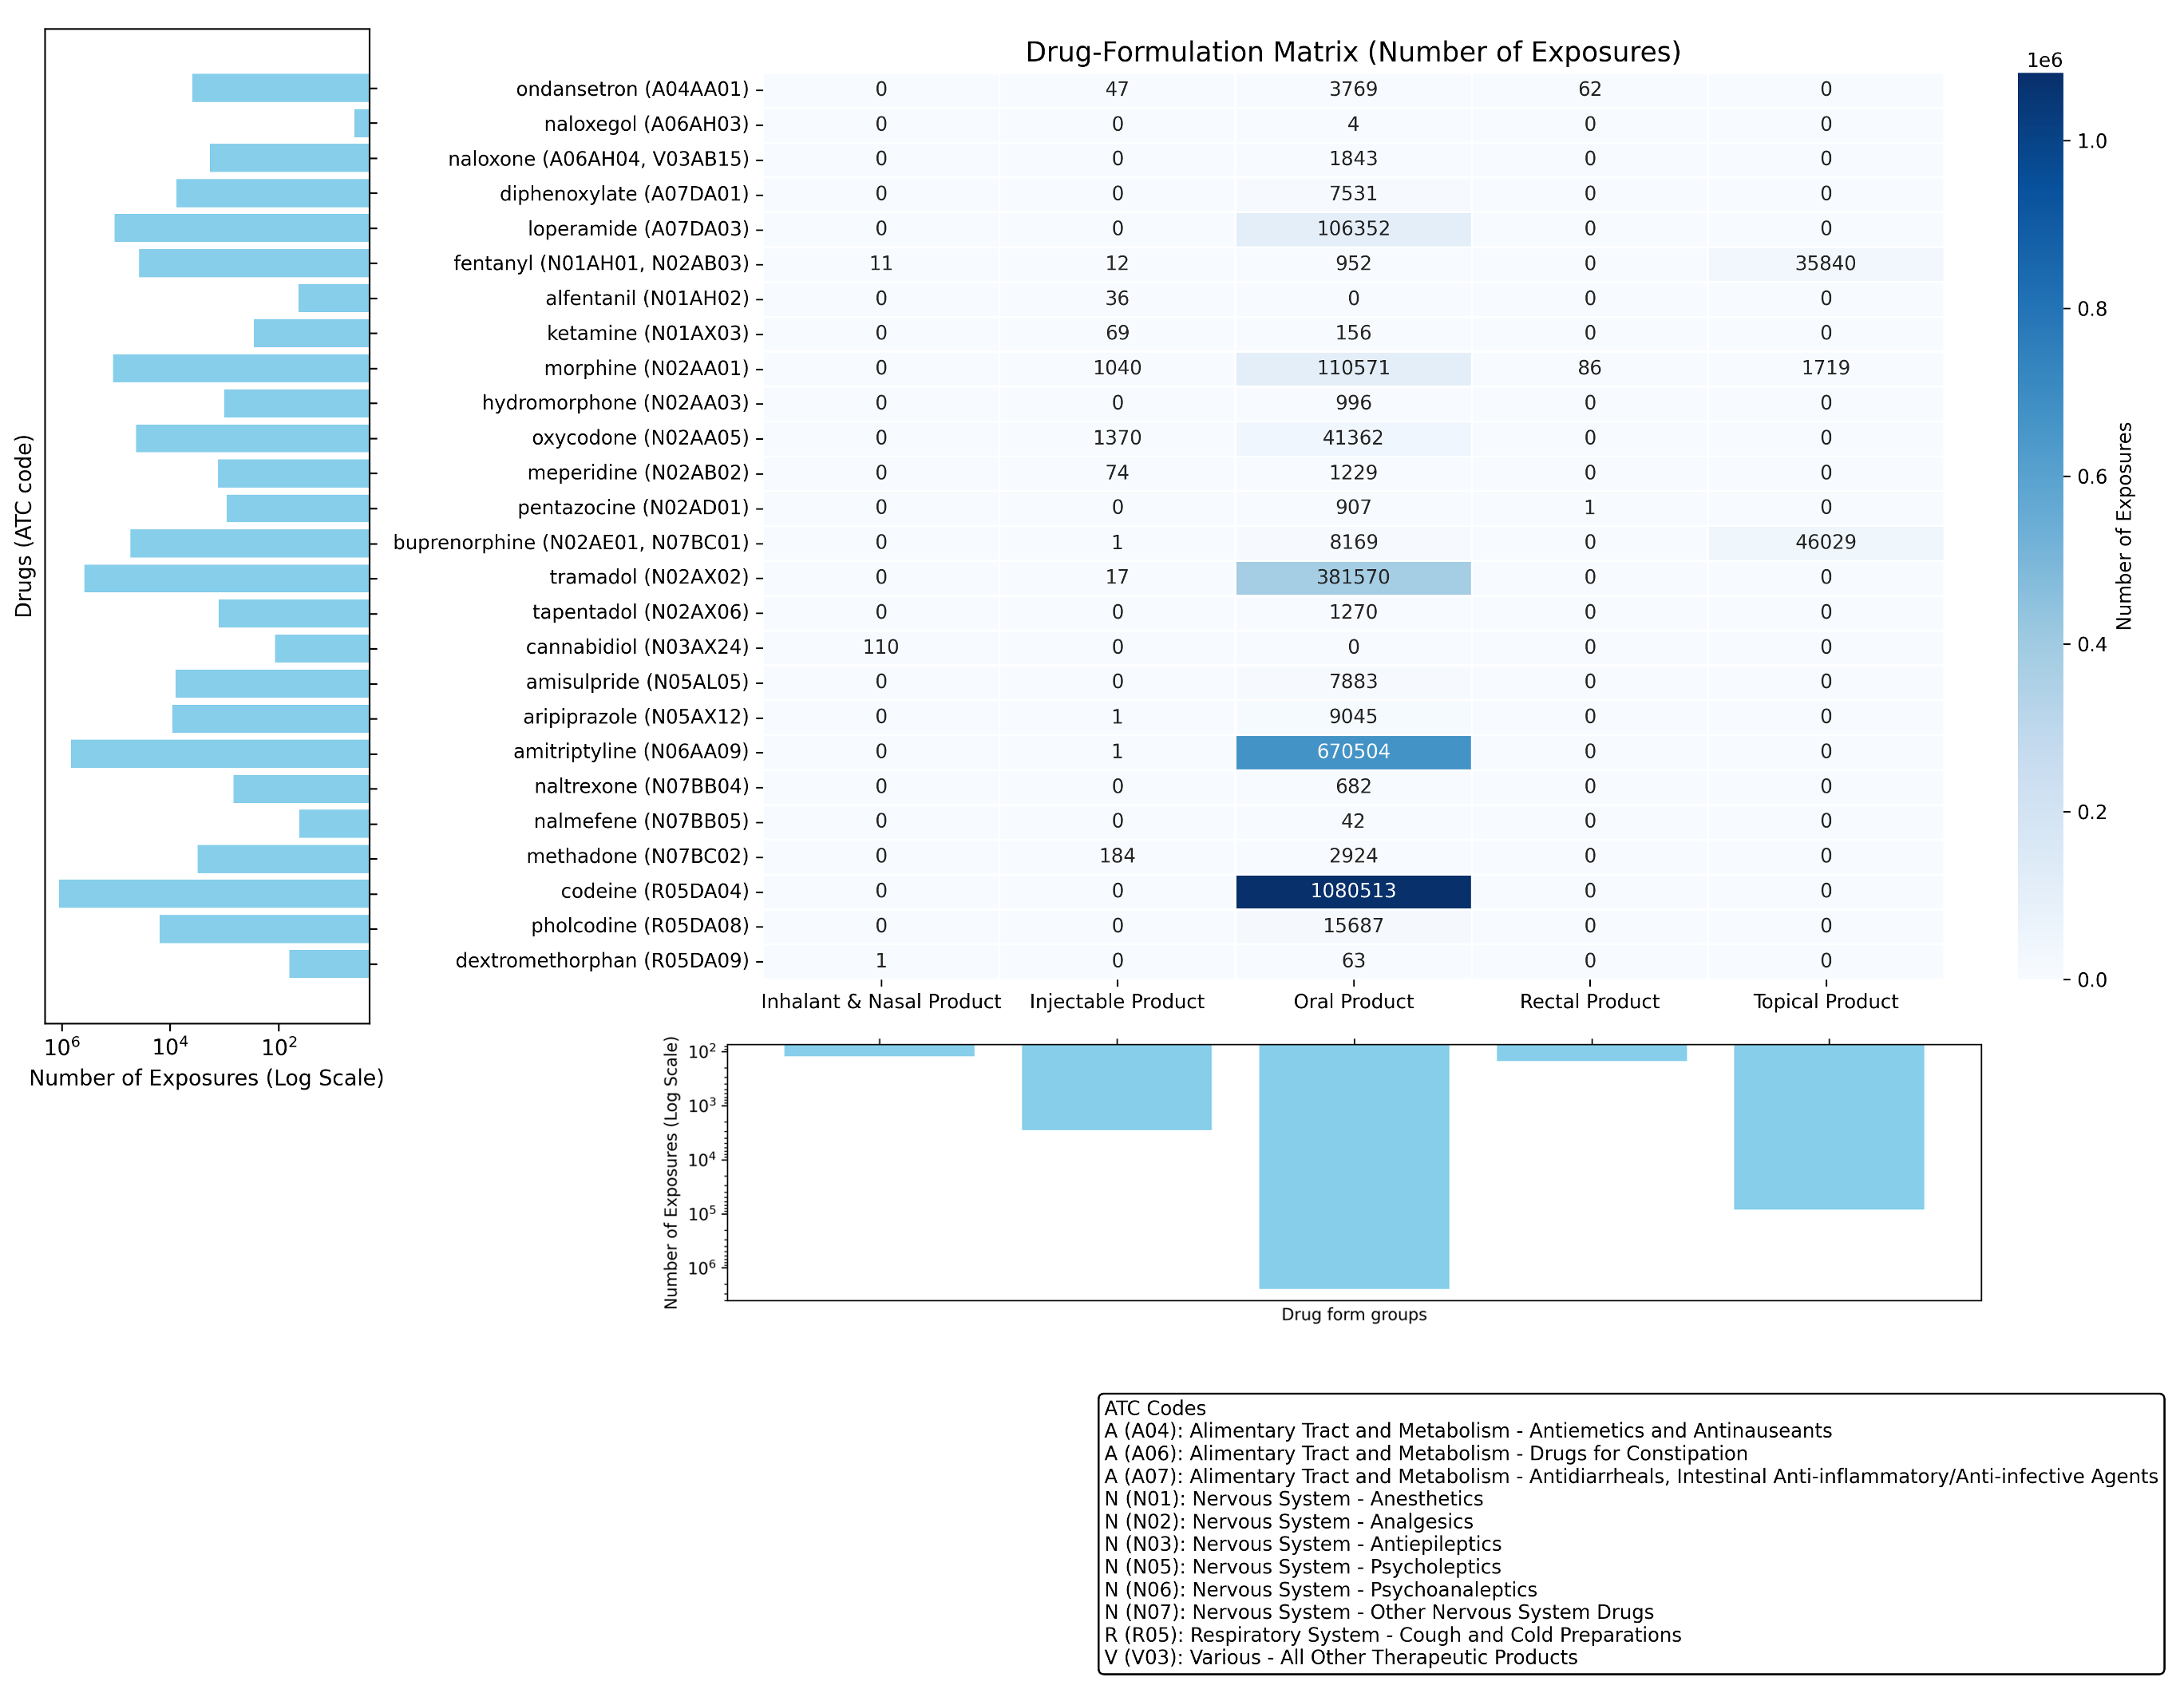 Drug-Formulation Matrix (Number of Exposures)
1e6
ondansetron (A04AA01) 0 47 3769 62 0
naloxegol (A06AH03) 0 0 4 0 0
naloxone (A06AH04, V03AB15) 0 0 1843 0 0
diphenoxylate (A07DA01) 0 0 7531 0 0
loperamide (A07DA03) 0 0 106352 0 0
fentanyl (N01AH01, N02AB03) 11 12 952 0 35840
alfentanil (N01AH02) 0 36 0 0 0
ketamine (N01AX03) 0 69 156 0 0
morphine (N02AA01) 0 1040 110571 86 1719
hydromorphone (N02AA03) 0 0 996 0 0
oxycodone (N02AA05) 0 1370 41362 0 0
meperidine (N02AB02) 0 74 1229 0 0
pentazocine (N02AD01) 0 0 907 1 0
buprenorphine (N02AE01, N07BC01) 0 1 8169 0 46029
tramadol (N02AX02) 0 17 381570 0 0
tapentadol (N02AX06) 0 0 1270 0 0
cannabidiol (N03AX24) 110 0 0 0 0
amisulpride (N05AL05) 0 0 7883 0 0
aripiprazole (N05AX12) 0 1 9045 0 0
amitriptyline (N06AA09) 0 1 670504 0 0
naltrexone (N07BB04) 0 0 682 0 0
nalmefene (N07BB05) 0 0 42 0 0
methadone (N07BC02) 0 184 2924 0 0
codeine (R05DA04) 0 0 1080513 0 0
pholcodine (R05DA08) 0 0 15687 0 0
dextromethorphan (R05DA09) 1 0 63 0 0
Inhalant & Nasal Product Injectable Product Oral Product Rectal Product Topical Product
Drugs (ATC code)
10⁶ 10⁴ 10²
Number of Exposures (Log Scale)
1.0
0.8
0.6
0.4
0.2
0.0
Number of Exposures
Number of Exposures (Log Scale)
10²
10³
10⁴
10⁵
10⁶
Drug form groups
ATC Codes
A (A04): Alimentary Tract and Metabolism - Antiemetics and Antinauseants
A (A06): Alimentary Tract and Metabolism - Drugs for Constipation
A (A07): Alimentary Tract and Metabolism - Antidiarrheals, Intestinal Anti-inflammatory/Anti-infective Agents
N (N01): Nervous System - Anesthetics
N (N02): Nervous System - Analgesics
N (N03): Nervous System - Antiepileptics
N (N05): Nervous System - Psycholeptics
N (N06): Nervous System - Psychoanaleptics
N (N07): Nervous System - Other Nervous System Drugs
R (R05): Respiratory System - Cough and Cold Preparations
V (V03): Various - All Other Therapeutic Products